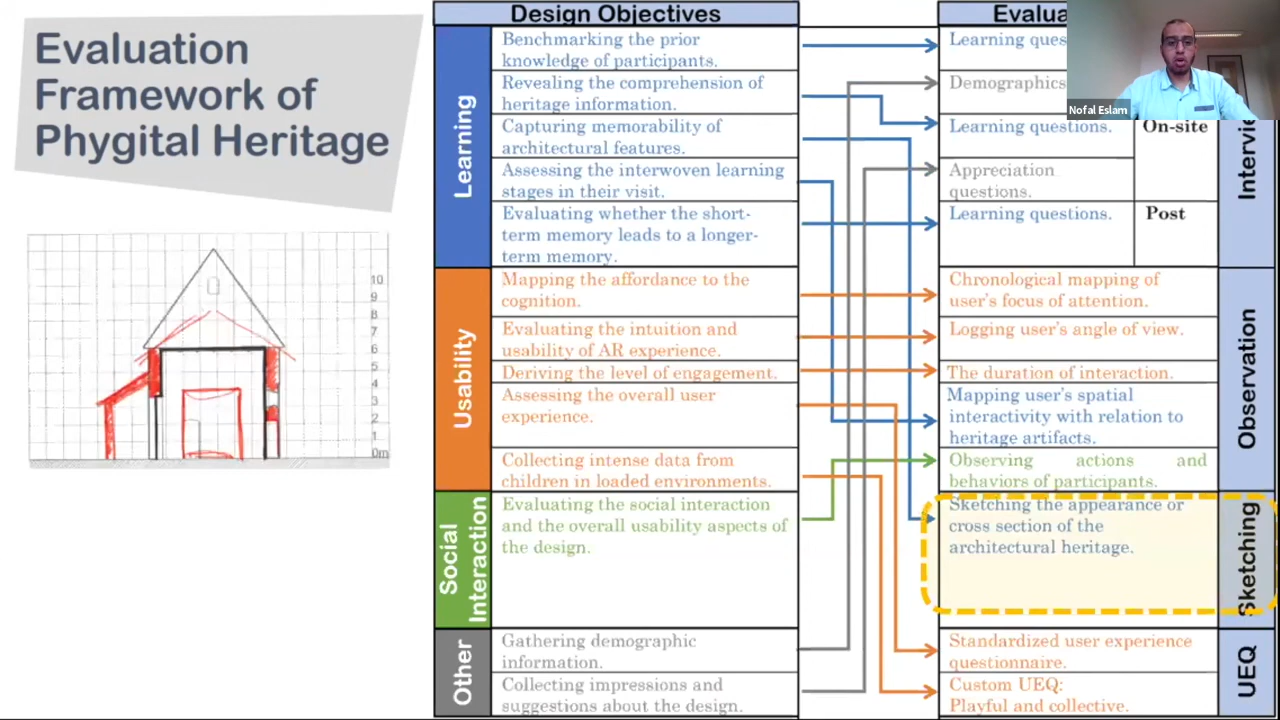 Evaluation
Framework of
Phygital Heritage
10
9
8
7
6
5
4
3
2
1
0m
Design Objectives
Learning
Benchmarking the prior
knowledge of participants.
Revealing the comprehension of
heritage information.
Capturing memorability of
architectural features.
Assessing the interwoven learning
stages in their visit.
Evaluating whether the short-
term memory leads to a longer-
term memory.
Usability
Mapping the affordance to the
cognition.
Evaluating the intuition and
usability of AR experience.
Deriving the level of engagement.
Assessing the overall user
experience.
Collecting intense data from
children in loaded environments.
Social
Interaction
Evaluating the social interaction
and the overall usability aspects of
the design.
Other
Gathering demographic
information.
Collecting impressions and
suggestions about the design.
Learning
Demographics
Learning questions.
On-site
Appreciation
questions.
Learning questions.
Post
Chronological mapping of
user's focus of attention.
Logging user's angle of view.
The duration of interaction.
Mapping user's spatial
interactivity with relation to
heritage artifacts.
Observing actions and
behaviors of participants.
Observation
Sketching the appearance or
cross section of the
architectural heritage.
Sketching
Standardized user experience
questionnaire.
Custom UEQ:
Playful and collective.
UEQ
Nofal Eslam